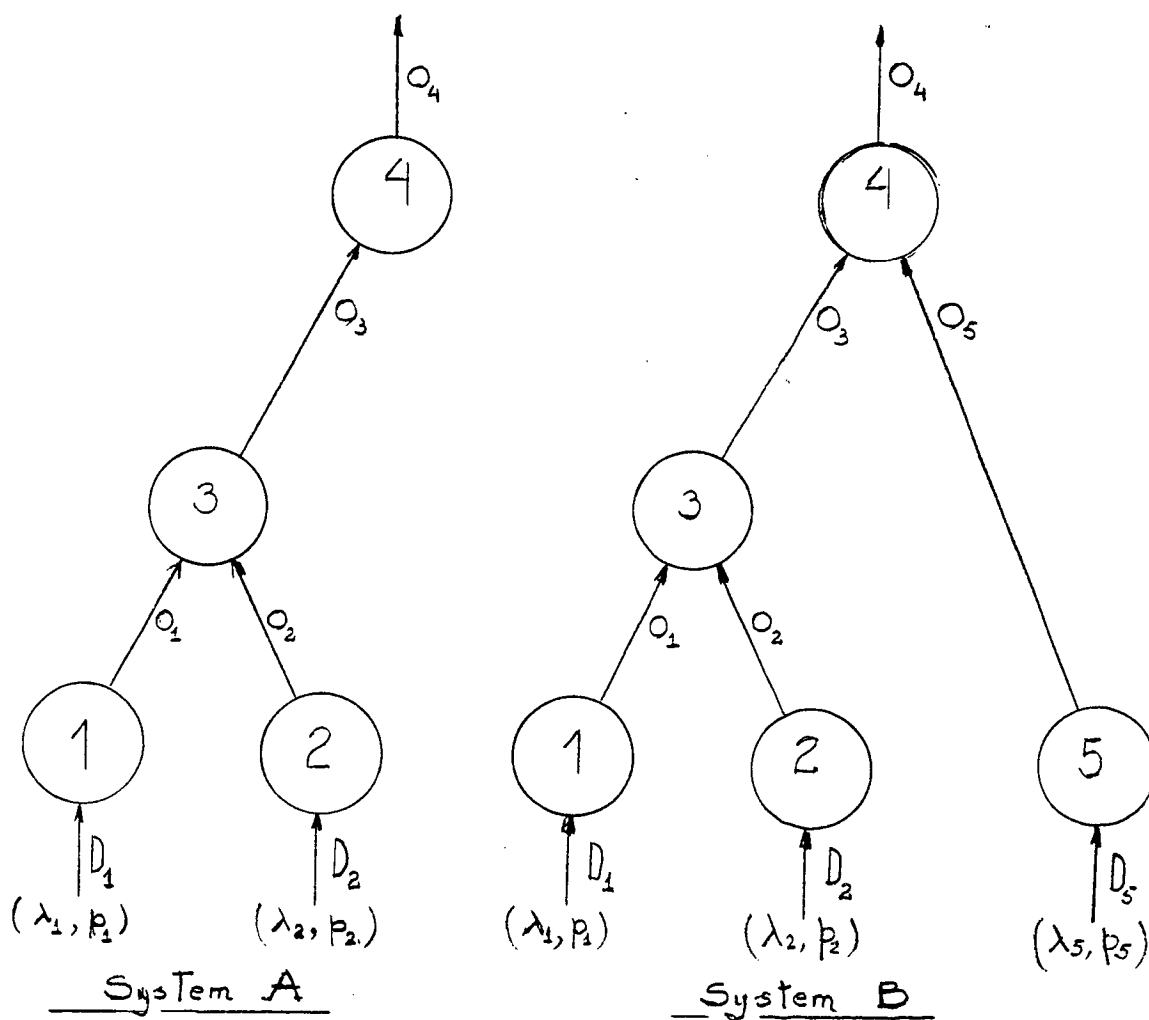 O₄
4
O₃
3
O₁ O₂
1 2
D₁ D₂
(λ₁, p₁) (λ₂, p₂.)
System A
O₄
4
O₃ O₅
3
O₁ O₂
1 2 5
D₁ D₂ D₅
(λ₁, p₁) (λ₂, p₂) (λ₅, p₅)
System B